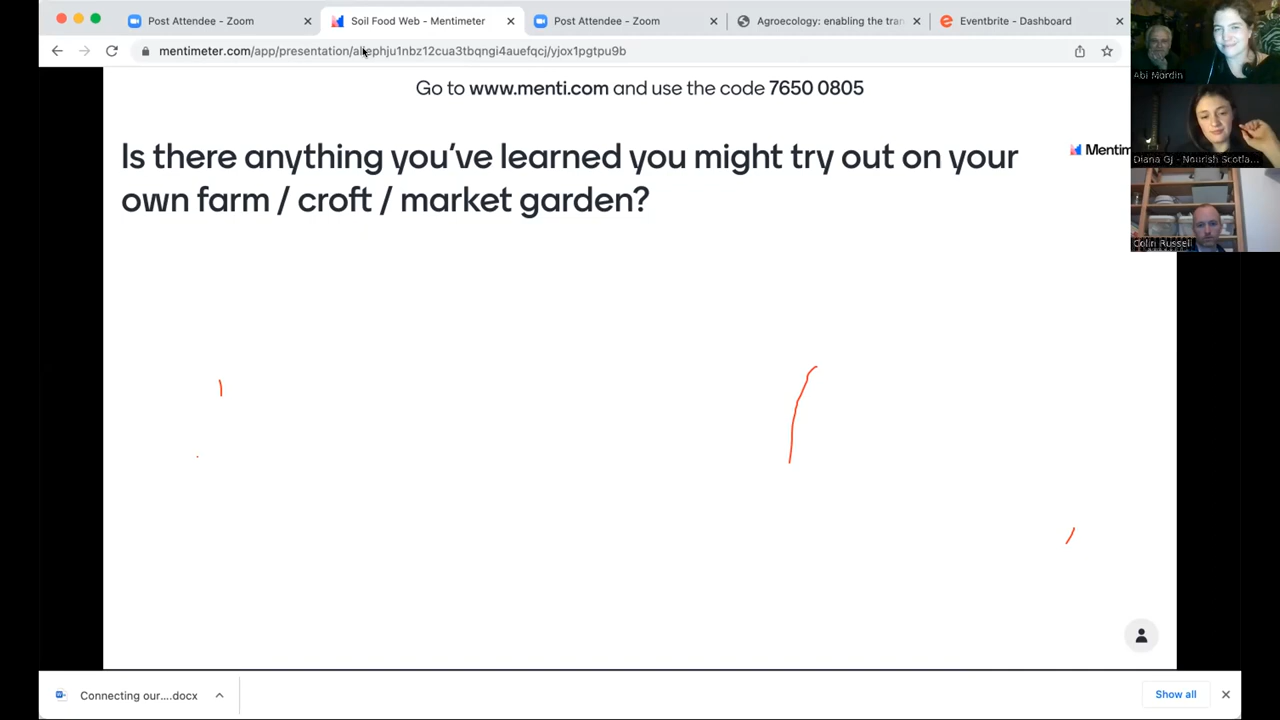 Post Attendee - Zoom
Soil Food Web - Mentimeter
Post Attendee - Zoom
Agroecology: enabling the tran
Eventbrite - Dashboard
mentimeter.com/app/presentation/
Go to www.menti.com and use the code 7650 0805
Is there anything you've learned you might try out on your
own farm / croft / market garden?
Mentim
Abi Mordin
Diana GJ - Nourish Scotla...
Colin Russell
Connecting our....docx
Show all